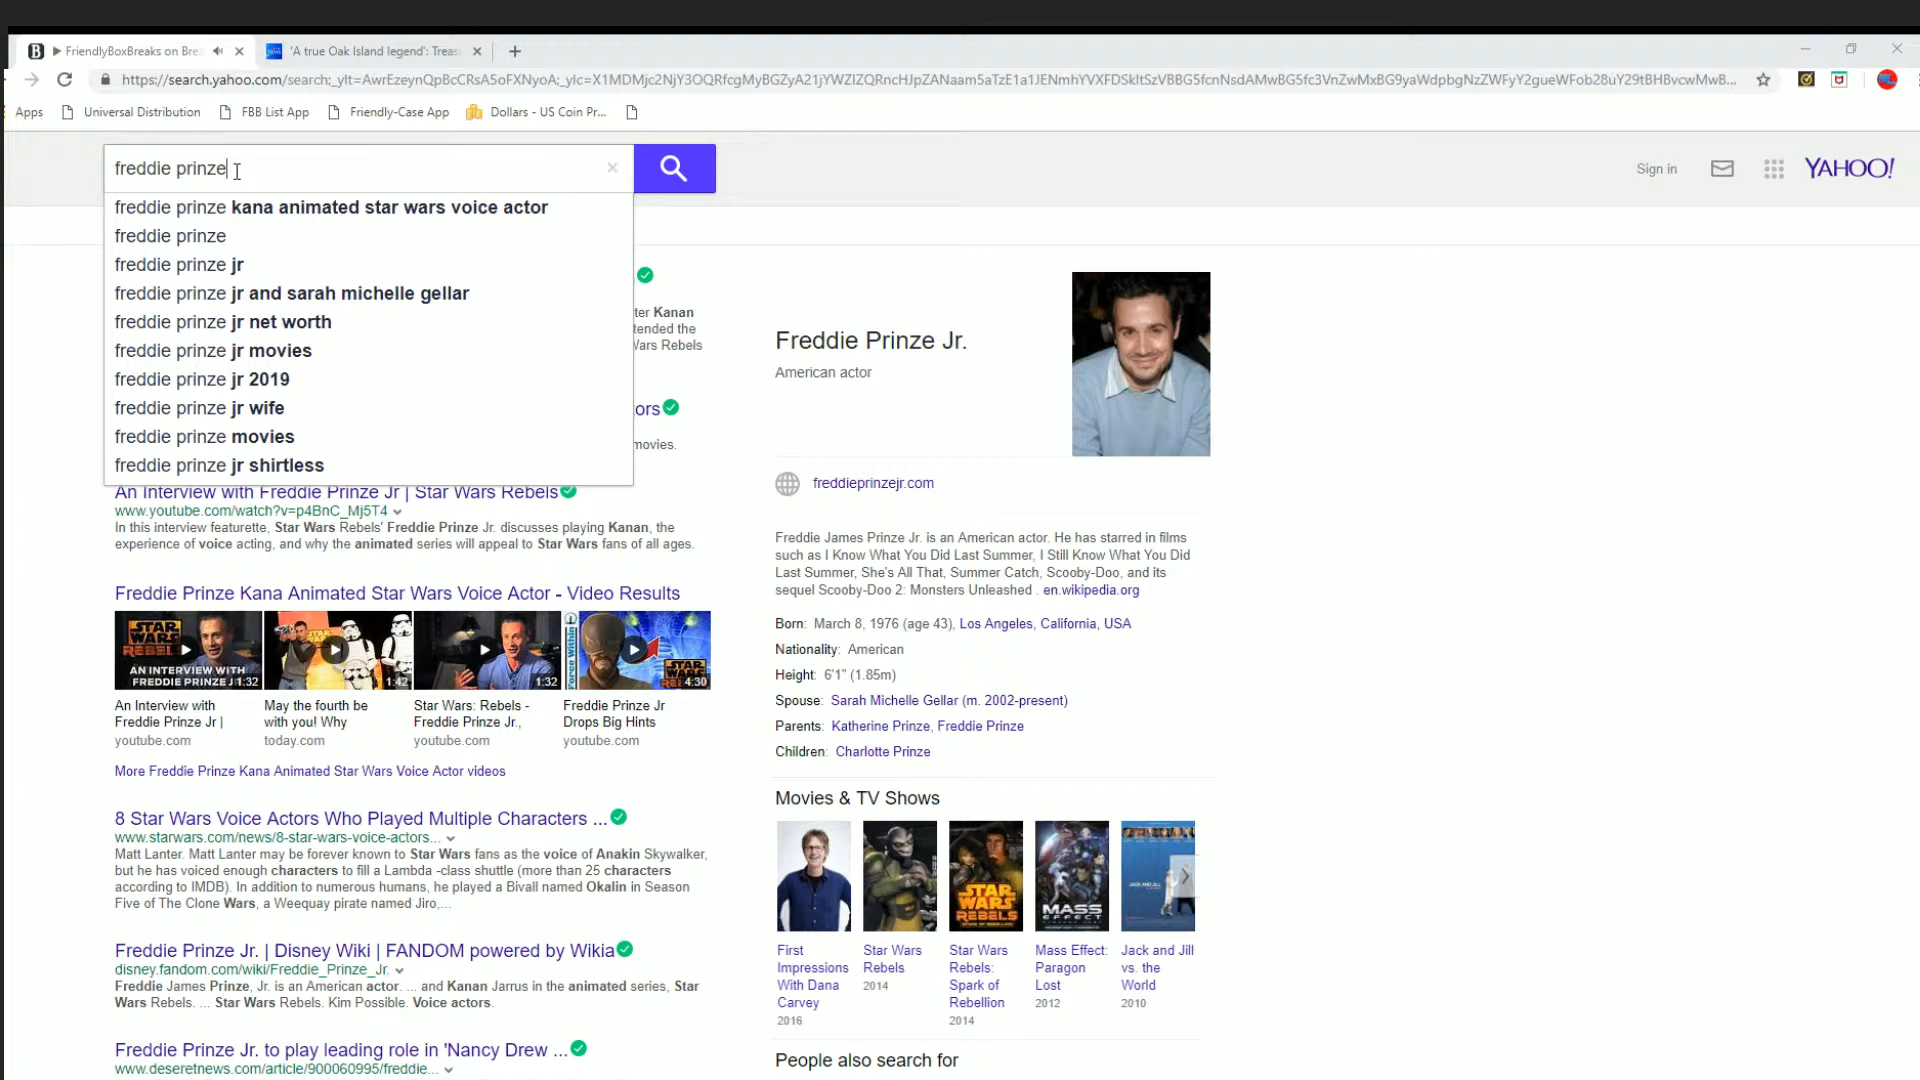 FriendlyBoxBreaks on Brea
'A true Oak Island legend': Treas
https://search.yahoo.com/search;_ylt=AwrEzeynQpBcCRsA5oFXNyoA;_ylc=X1MDMjc2NjY3OQRfcgMyBGZyA21jYWZlZQRncHJpZANaam5aTzE1a1JENmhYVXFDSkltSzVBBG5fcnNsdAMwBG5fc3VnZwMxBG9yaWdpbgNzZWFyY2gueWFob28uY29tBHBvcwMwB...
Apps
Universal Distribution
FBB List App
Friendly-Case App
Dollars - US Coin Pr...
freddie prinze
Sign in
YAHOO!
freddie prinze kana animated star wars voice actor
freddie prinze
freddie prinze jr
freddie prinze jr and sarah michelle gellar
freddie prinze jr net worth
freddie prinze jr movies
freddie prinze jr 2019
freddie prinze jr wife
freddie prinze movies
freddie prinze jr shirtless
ter Kanan
tended the
Wars Rebels
ors
movies.
An Interview with Freddie Prinze Jr | Star Wars Rebels
www.youtube.com/watch?v=p4BnC_Mj5T4
In this interview featurette, Star Wars Rebels' Freddie Prinze Jr. discusses playing Kanan, the
experience of voice acting, and why the animated series will appeal to Star Wars fans of all ages.
Freddie Prinze Kana Animated Star Wars Voice Actor - Video Results
STAR WARS REBELS
AN INTERVIEW WITH
FREDDIE PRINZE J
1:32
1:42
1:32
Force Within
STAR WARS REBELS
4:30
An Interview with
Freddie Prinze Jr |
youtube.com
May the fourth be
with you! Why
today.com
Star Wars: Rebels -
Freddie Prinze Jr.,
youtube.com
Freddie Prinze Jr
Drops Big Hints
youtube.com
More Freddie Prinze Kana Animated Star Wars Voice Actor videos
8 Star Wars Voice Actors Who Played Multiple Characters ...
www.starwars.com/news/8-star-wars-voice-actors...
Matt Lanter. Matt Lanter may be forever known to Star Wars fans as the voice of Anakin Skywalker,
but he has voiced enough characters to fill a Lambda -class shuttle (more than 25 characters
according to IMDB). In addition to numerous humans, he played a Bivall named Okalin in Season
Five of The Clone Wars, a Weequay pirate named Jiro,...
Freddie Prinze Jr. | Disney Wiki | FANDOM powered by Wikia
disney.fandom.com/wiki/Freddie_Prinze_Jr.
Freddie James Prinze, Jr. is an American actor. ... and Kanan Jarrus in the animated series, Star
Wars Rebels. ... Star Wars Rebels. Kim Possible. Voice actors.
Freddie Prinze Jr. to play leading role in 'Nancy Drew ...
www.deseretnews.com/article/900060995/freddie...
Freddie Prinze Jr.
American actor
freddieprinzejr.com
Freddie James Prinze Jr. is an American actor. He has starred in films
such as I Know What You Did Last Summer, I Still Know What You Did
Last Summer, She's All That, Summer Catch, Scooby-Doo, and its
sequel Scooby-Doo 2: Monsters Unleashed . en.wikipedia.org
Born: March 8, 1976 (age 43), Los Angeles, California, USA
Nationality: American
Height: 6'1" (1.85m)
Spouse: Sarah Michelle Gellar (m. 2002-present)
Parents: Katherine Prinze, Freddie Prinze
Children: Charlotte Prinze
Movies & TV Shows
STAR WARS REBELS
MASS EFFECT
First
Impressions
With Dana
Carvey
2016
Star Wars
Rebels
2014
Star Wars
Rebels:
Spark of
Rebellion
2014
Mass Effect:
Paragon
Lost
2012
Jack and Jill
vs. the
World
2010
People also search for